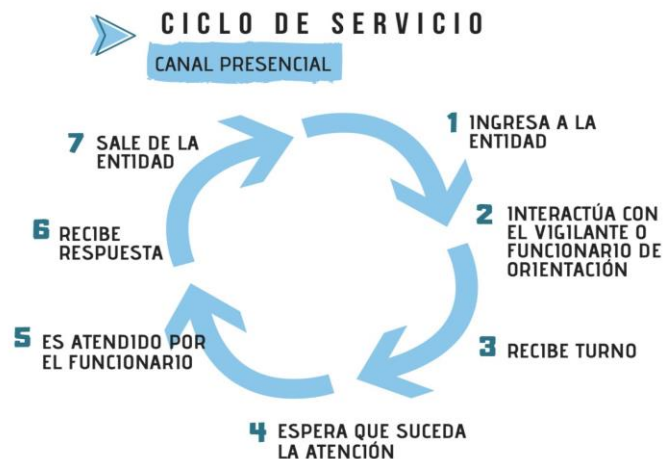 CICLO DE SERVICIO
CANAL PRESENCIAL
1 INGRESA A LA
ENTIDAD
2 INTERACTÚA CON
EL VIGILANTE O
FUNCIONARIO DE
ORIENTACIÓN
3 RECIBE TURNO
4 ESPERA QUE SUCEDA
LA ATENCIÓN
5 ES ATENDIDO POR
EL FUNCIONARIO
6 RECIBE
RESPUESTA
7 SALE DE LA
ENTIDAD